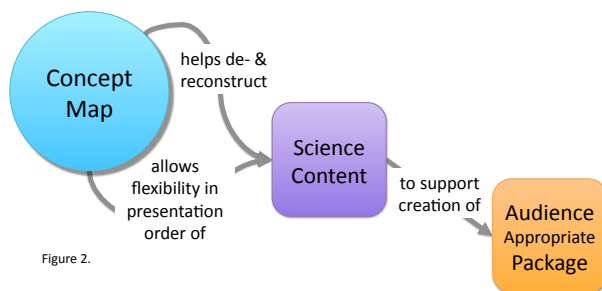 Concept
Map
helps de- &
reconstruct
allows
flexibility in
presentation
order of
Science
Content
to support
creation of
Audience
Appropriate
Package
Figure 2.